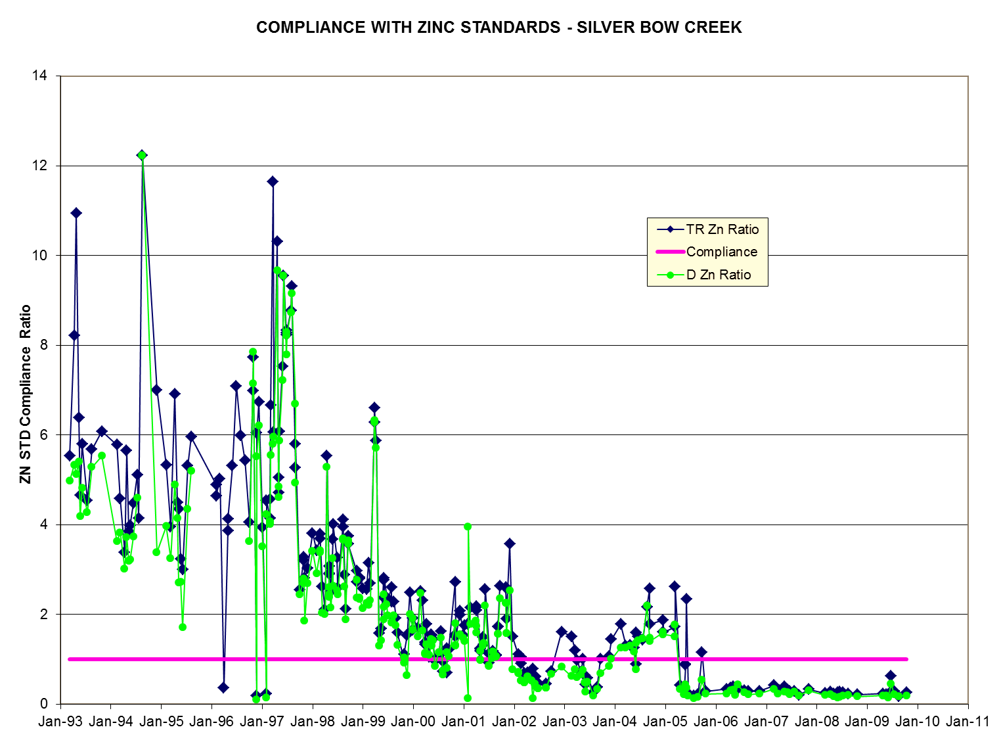 COMPLIANCE WITH ZINC STANDARDS - SILVER BOW CREEK
14
12
10
8
6
4
2
0
ZN STD Compliance Ratio
TR Zn Ratio
Compliance
D Zn Ratio
Jan-93 Jan-94 Jan-95 Jan-96 Jan-97 Jan-98 Jan-99 Jan-00 Jan-01 Jan-02 Jan-03 Jan-04 Jan-05 Jan-06 Jan-07 Jan-08 Jan-09 Jan-10 Jan-11